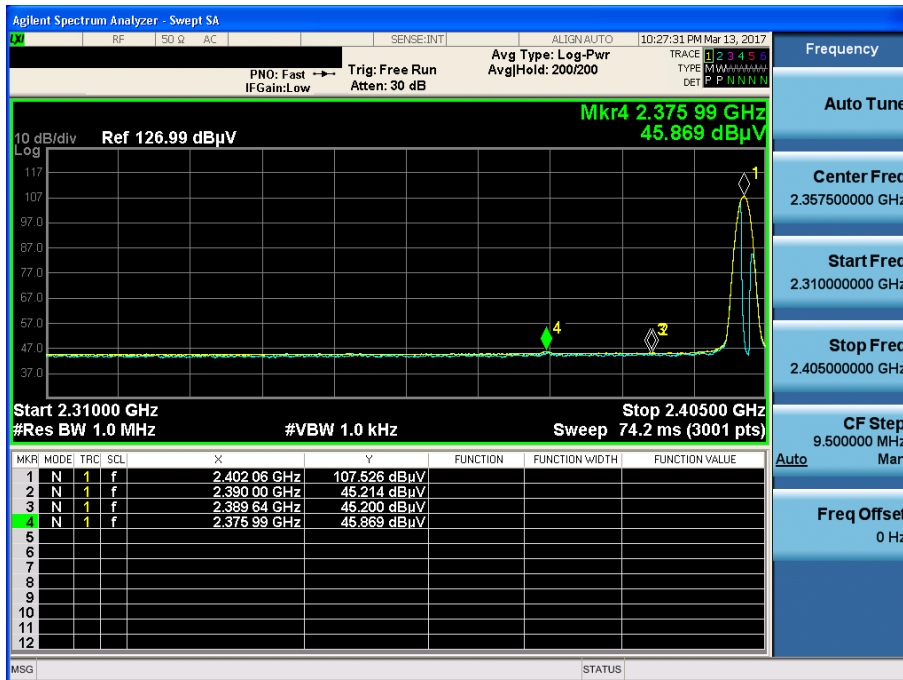 Agilent Spectrum Analyzer - Swept SA
LXI RF 50 Ω AC SENSE:INT ALIGN AUTO 10:27:31 PM Mar 13, 2017
PNO: Fast Trig: Free Run Avg Type: Log-Pwr TRACE 1 2 3 4 5 6
IFGain:Low Atten: 30 dB Avg|Hold: 200/200 TYPE M W W W W W
DET P P N N N N
Frequency
Mkr4 2.375 99 GHz
45.869 dBµV
10 dB/div Ref 126.99 dBµV
Log
117
107
97.0
87.0
77.0
67.0
57.0
47.0
37.0
1
4
3 2
Start 2.31000 GHz Stop 2.40500 GHz
#Res BW 1.0 MHz #VBW 1.0 kHz Sweep 74.2 ms (3001 pts)
MKR MODE TRC SCL X Y FUNCTION FUNCTION WIDTH FUNCTION VALUE
1 N 1 f 2.402 06 GHz 107.526 dBµV
2 N 1 f 2.390 00 GHz 45.214 dBµV
3 N 1 f 2.389 64 GHz 45.200 dBµV
4 N 1 f 2.375 99 GHz 45.869 dBµV
5
6
7
8
9
10
11
12
MSG STATUS
Auto Tune
Center Freq
2.357500000 GHz
Start Freq
2.310000000 GHz
Stop Freq
2.405000000 GHz
CF Step
9.500000 MHz
Auto Man
Freq Offset
0 Hz